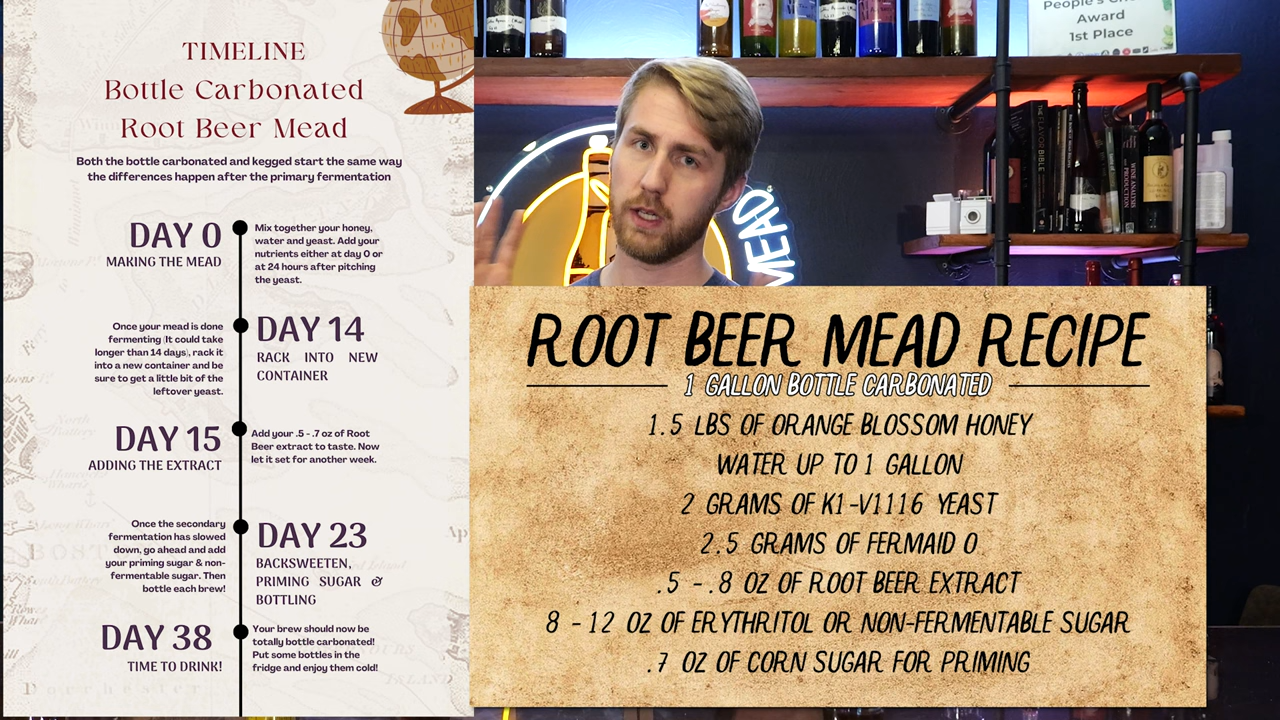 TIMELINE
Bottle Carbonated
Root Beer Mead
Both the bottle carbonated and kegged start the same way
the differences happen after the primary fermentation
DAY 0
MAKING THE MEAD
Mix together your honey,
water and yeast. Add your
nutrients either at day 0 or
at 24 hours after pitching
the yeast.
Once your mead is done
fermenting (It could take
longer than 14 days), rack it
into a new container and be
sure to get a little bit of the
leftover yeast.
DAY 14
RACK INTO NEW
CONTAINER
DAY 15
ADDING THE EXTRACT
Add your .5 - .7 oz of Root
Beer extract to taste. Now
let it set for another week.
Once the secondary
fermentation has slowed
down, go ahead and add
your priming sugar & non-
fermentable sugar. Then
bottle each brew!
DAY 23
BACKSWEETEN,
PRIMING SUGAR &
BOTTLING
DAY 38
TIME TO DRINK!
Your brew should now be
totally bottle carbonated!
Put some bottles in the
fridge and enjoy them cold!
People's
Award
1st Place
THE FLAVOR BIBLE
WINE ANALYSIS
PRODUCTION
MEAD
ROOT BEER MEAD RECIPE
1 GALLON BOTTLE CARBONATED
1.5 LBS OF ORANGE BLOSSOM HONEY
WATER UP TO 1 GALLON
2 GRAMS OF K1-V1116 YEAST
2.5 GRAMS OF FERMAID O
.5 - .8 OZ OF ROOT BEER EXTRACT
8 - 12 OZ OF ERYTHRITOL OR NON-FERMENTABLE SUGAR
.7 OZ OF CORN SUGAR FOR PRIMING